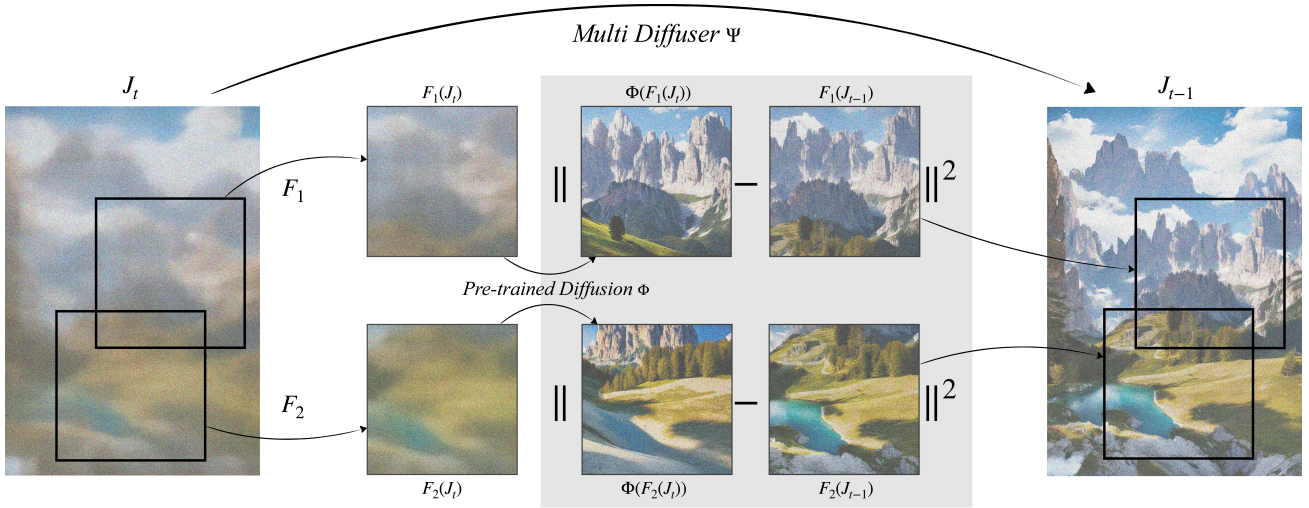 Multi Diffuser Ψ
J_t
F_1(J_t)
Φ(F_1(J_t))
F_1(J_{t−1})
J_{t−1}
F_1
|| − ||^2
Pre-trained Diffusion Φ
F_2
|| − ||^2
F_2(J_t)
Φ(F_2(J_t))
F_2(J_{t−1})